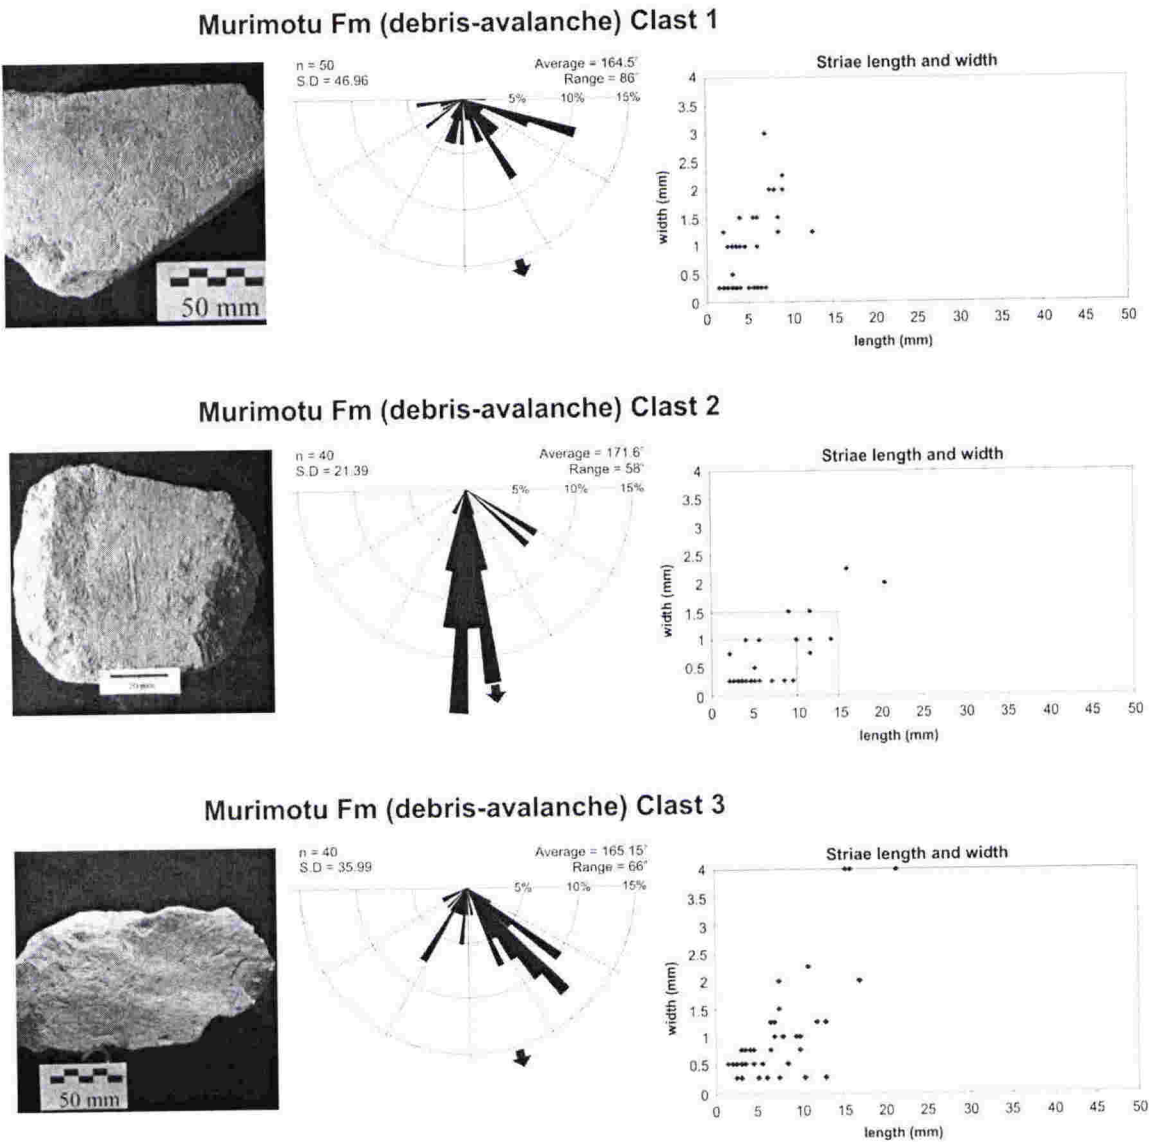 Murimotu Fm (debris-avalanche) Clast 1
n = 50
S.D = 46.96
Average = 164.5°
Range = 86°
5% 10% 15%
50 mm
Striae length and width
width (mm)
4
3.5
3
2.5
2
1.5
1
0.5
0
0 5 10 15 20 25 30 35 40 45 50
length (mm)
Murimotu Fm (debris-avalanche) Clast 2
n = 40
S.D = 21.39
Average = 171.6°
Range = 58°
5% 10% 15%
Striae length and width
width (mm)
4
3.5
3
2.5
2
1.5
1
0.5
0
0 5 10 15 20 25 30 35 40 45 50
length (mm)
Murimotu Fm (debris-avalanche) Clast 3
n = 40
S.D = 35.99
Average = 165.15°
Range = 66°
5% 10% 15%
50 mm
Striae length and width
width (mm)
4
3.5
3
2.5
2
1.5
1
0.5
0
0 5 10 15 20 25 30 35 40 45 50
length (mm)